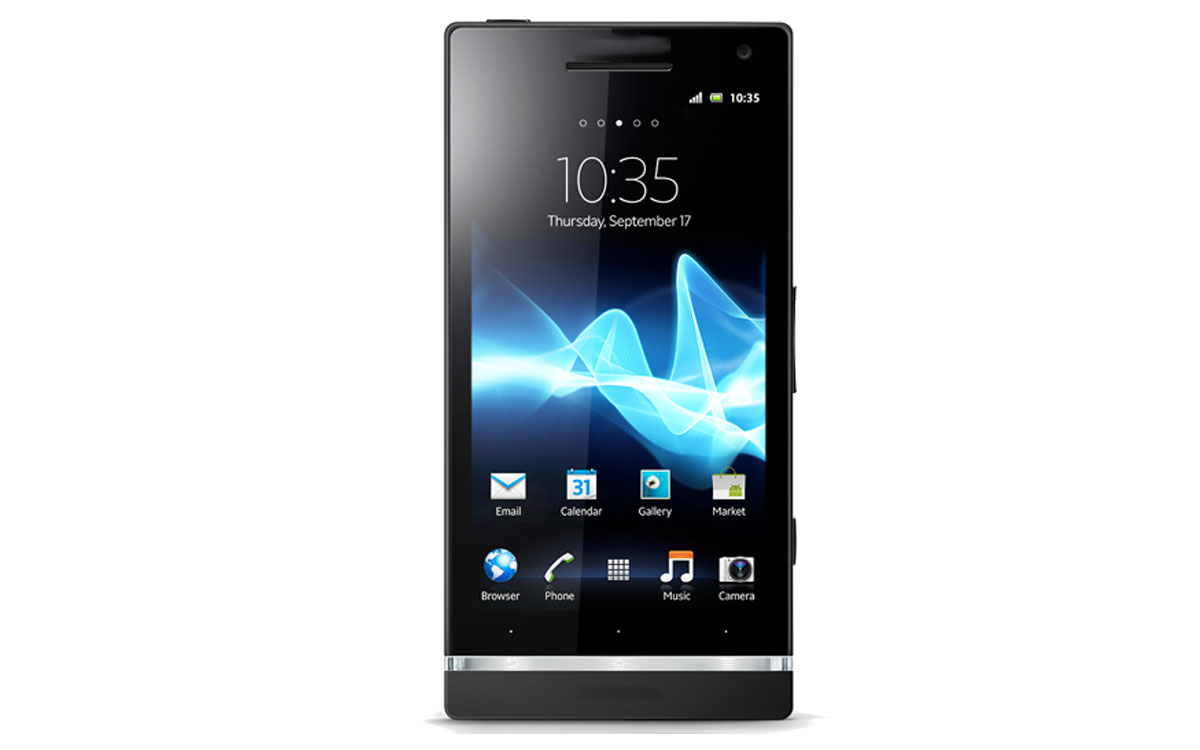 10:35
10:35
Thursday, September 17
31
Email Calendar Gallery Market
Browser Phone Music Camera